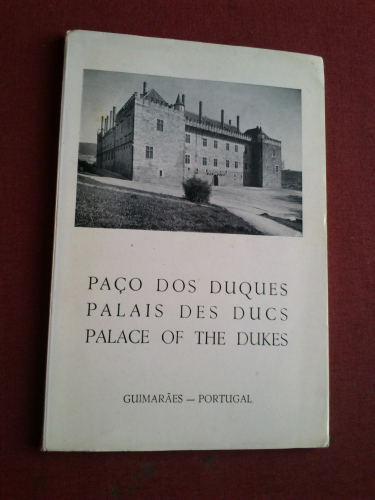 PAÇO DOS DUQUES
PALAIS DES DUCS
PALACE OF THE DUKES
GUIMARÃES — PORTUGAL